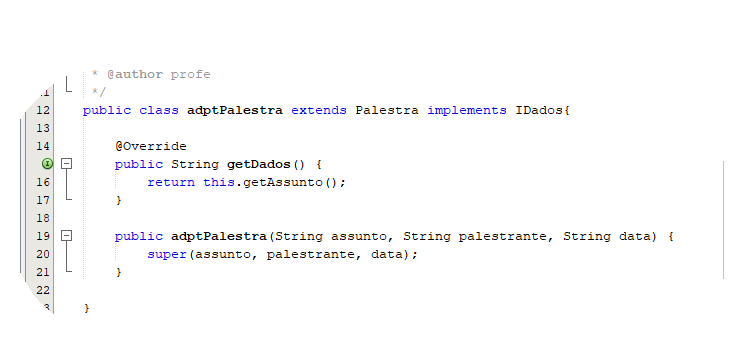 * @author profe
*/
12 public class adptPalestra extends Palestra implements IDados{
13
14 @Override
public String getDados() {
16 return this.getAssunto();
17 }
18
19 public adptPalestra(String assunto, String palestrante, String data) {
20 super(assunto, palestrante, data);
21 }
22
}